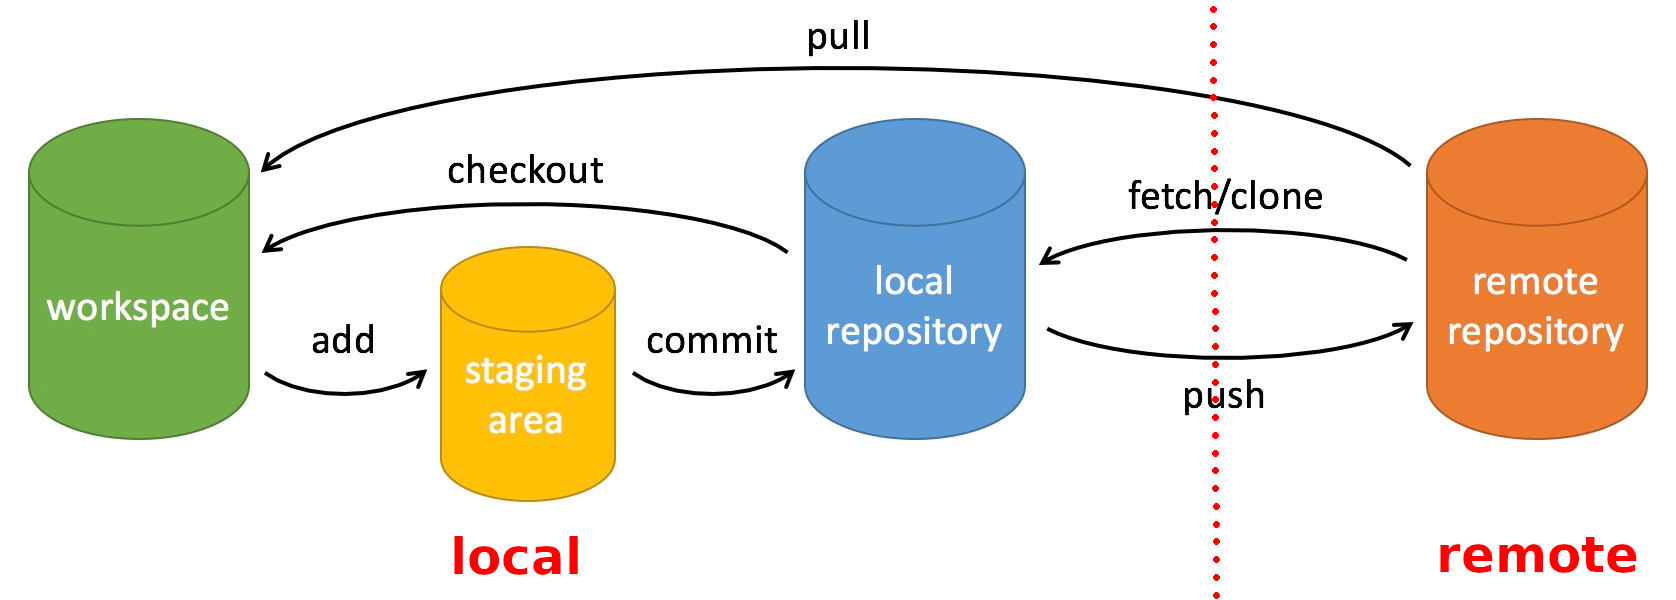 pull
checkout
fetch/clone
workspace
add
staging
area
commit
local
repository
remote
repository
push
local
remote